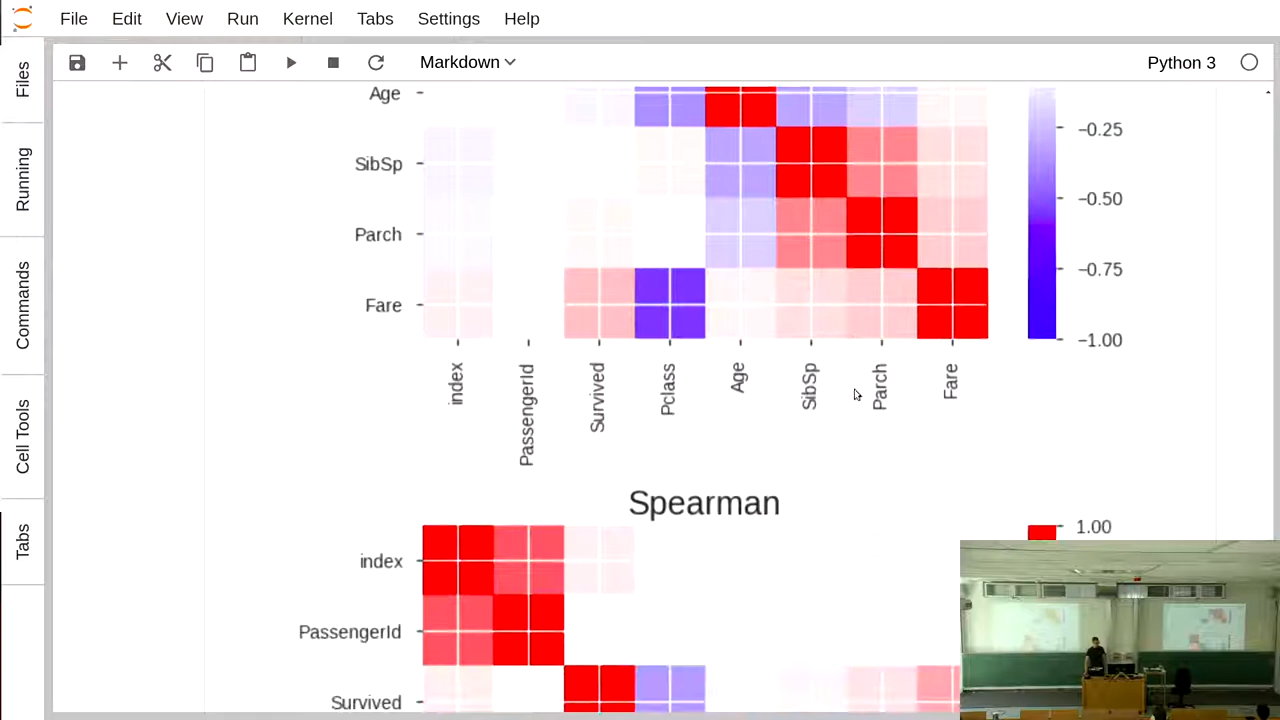 File Edit View Run Kernel Tabs Settings Help
Markdown
Python 3
Files
Running
Commands
Cell Tools
Tabs
Age
SibSp
Parch
Fare
−0.25
−0.50
−0.75
−1.00
index
PassengerId
Survived
Pclass
Age
SibSp
Parch
Fare
Spearman
index
PassengerId
Survived
1.00